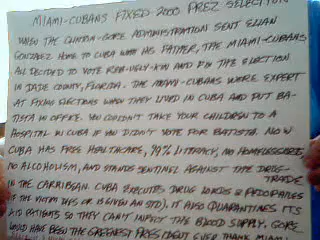 MIAMI-CUBANS FIXED 2000 PREZ SELECTION
WHEN THE CLINTON-GORE ADMINISTRATION SENT ELIAN
GONZALEZ HOME TO CUBA WITH HIS FATHER, THE MIAMI-CUBANS
ALL DECIDED TO VOTE REP-UGLY-KAN AND FIX THE ELECTION
IN DADE COUNTY, FLORIDA. THE MIAMI-CUBANS WERE EXPERT
AT FIXING ELECTIONS WHEN THEY LIVED IN CUBA AND PUT BA-
TISTA IN OFFICE. YOU COULDN'T TAKE YOUR CHILDREN TO A
HOSPITAL IN CUBA IF YOU DIDN'T VOTE FOR BATISTA. NOW
CUBA HAS FREE HEALTHCARE, 99% LITERACY, NO HOMELESSNESS,
NO ALCOHOLISM, AND STANDS SENTINEL AGAINST THE DRUG-
TRADE
IN THE CARRIBEAN. CUBA EXECUTES DRUG LORDS & PEDOPHILES
(IF THE VICTIM DIES OR IS GIVEN AN STD). IT ALSO QUARANTINES ITS
AID PATIENTS SO THEY CAN'T INFECT THE BLOOD SUPPLY. GORE
WOULD HAVE BEEN THE GREENEST PRESIDENT EVER. THANK MIAMI